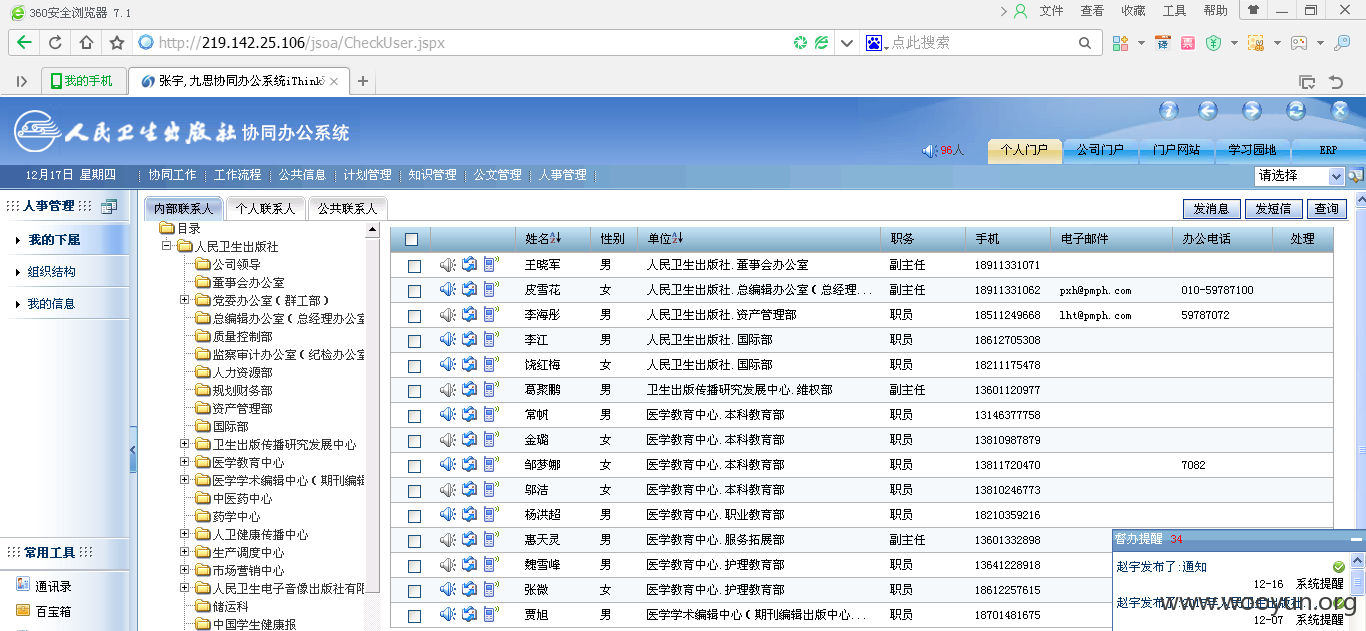 360安全浏览器 7.1 文件 查看 收藏 工具 帮助
http://219.142.25.106/jsoa/CheckUser.jspx 点此搜索
我的手机 张宇,九思协同办公系统iThink
人民卫生出版社 协同办公系统
96人 个人门户 公司门户 门户网站 学习园地 ERP
12月17日 星期四 协同工作 工作流程 公共信息 计划管理 知识管理 公文管理 人事管理 请选择
人事管理
我的下属
组织结构
我的信息
常用工具
通讯录
百宝箱
内部联系人 个人联系人 公共联系人 发消息 发短信 查询
目录
人民卫生出版社
公司领导
董事会办公室
党委办公室（群工部）
总编辑办公室（总经理办公室
质量控制部
监察审计办公室（纪检办公室
人力资源部
规划财务部
资产管理部
国际部
卫生出版传播研究发展中心
医学教育中心
医学学术编辑中心（期刊编辑
中医药中心
药学中心
人卫健康传播中心
生产调度中心
市场营销中心
人民卫生电子音像出版社有限
储运科
中国学生健康报
姓名 性别 单位 职务 手机 电子邮件 办公电话 处理
王晓军 男 人民卫生出版社.董事会办公室 副主任 18911331071
皮雪花 女 人民卫生出版社.总编辑办公室（总经理... 副主任 18911331062 pxh@pmph.com 010-59787100
李海彤 男 人民卫生出版社.资产管理部 职员 18511249668 lht@pmph.com 59787072
李江 男 人民卫生出版社.国际部 职员 18612705308
饶红梅 女 人民卫生出版社.国际部 职员 18211175478
葛聚鹏 男 卫生出版传播研究发展中心.维权部 副主任 13601120977
常帆 男 医学教育中心.本科教育部 职员 13146377758
金璐 女 医学教育中心.本科教育部 职员 13810987879
邹梦娜 女 医学教育中心.本科教育部 职员 13811720470 7082
邬洁 女 医学教育中心.本科教育部 职员 13810246773
杨洪超 男 医学教育中心.职业教育部 职员 18210359216
惠天灵 男 医学教育中心.服务拓展部 副主任 13601332898
魏雪峰 男 医学教育中心.护理教育部 职员 13641228918
张微 女 医学教育中心.护理教育部 职员 18612257615
贾旭 男 医学学术编辑中心（期刊编辑出版中心... 职员 18701481675
督办提醒 34
赵宇发布了:通知
12-16 系统提醒
赵宇发布
12-07 系统提醒
www.wooyun.org